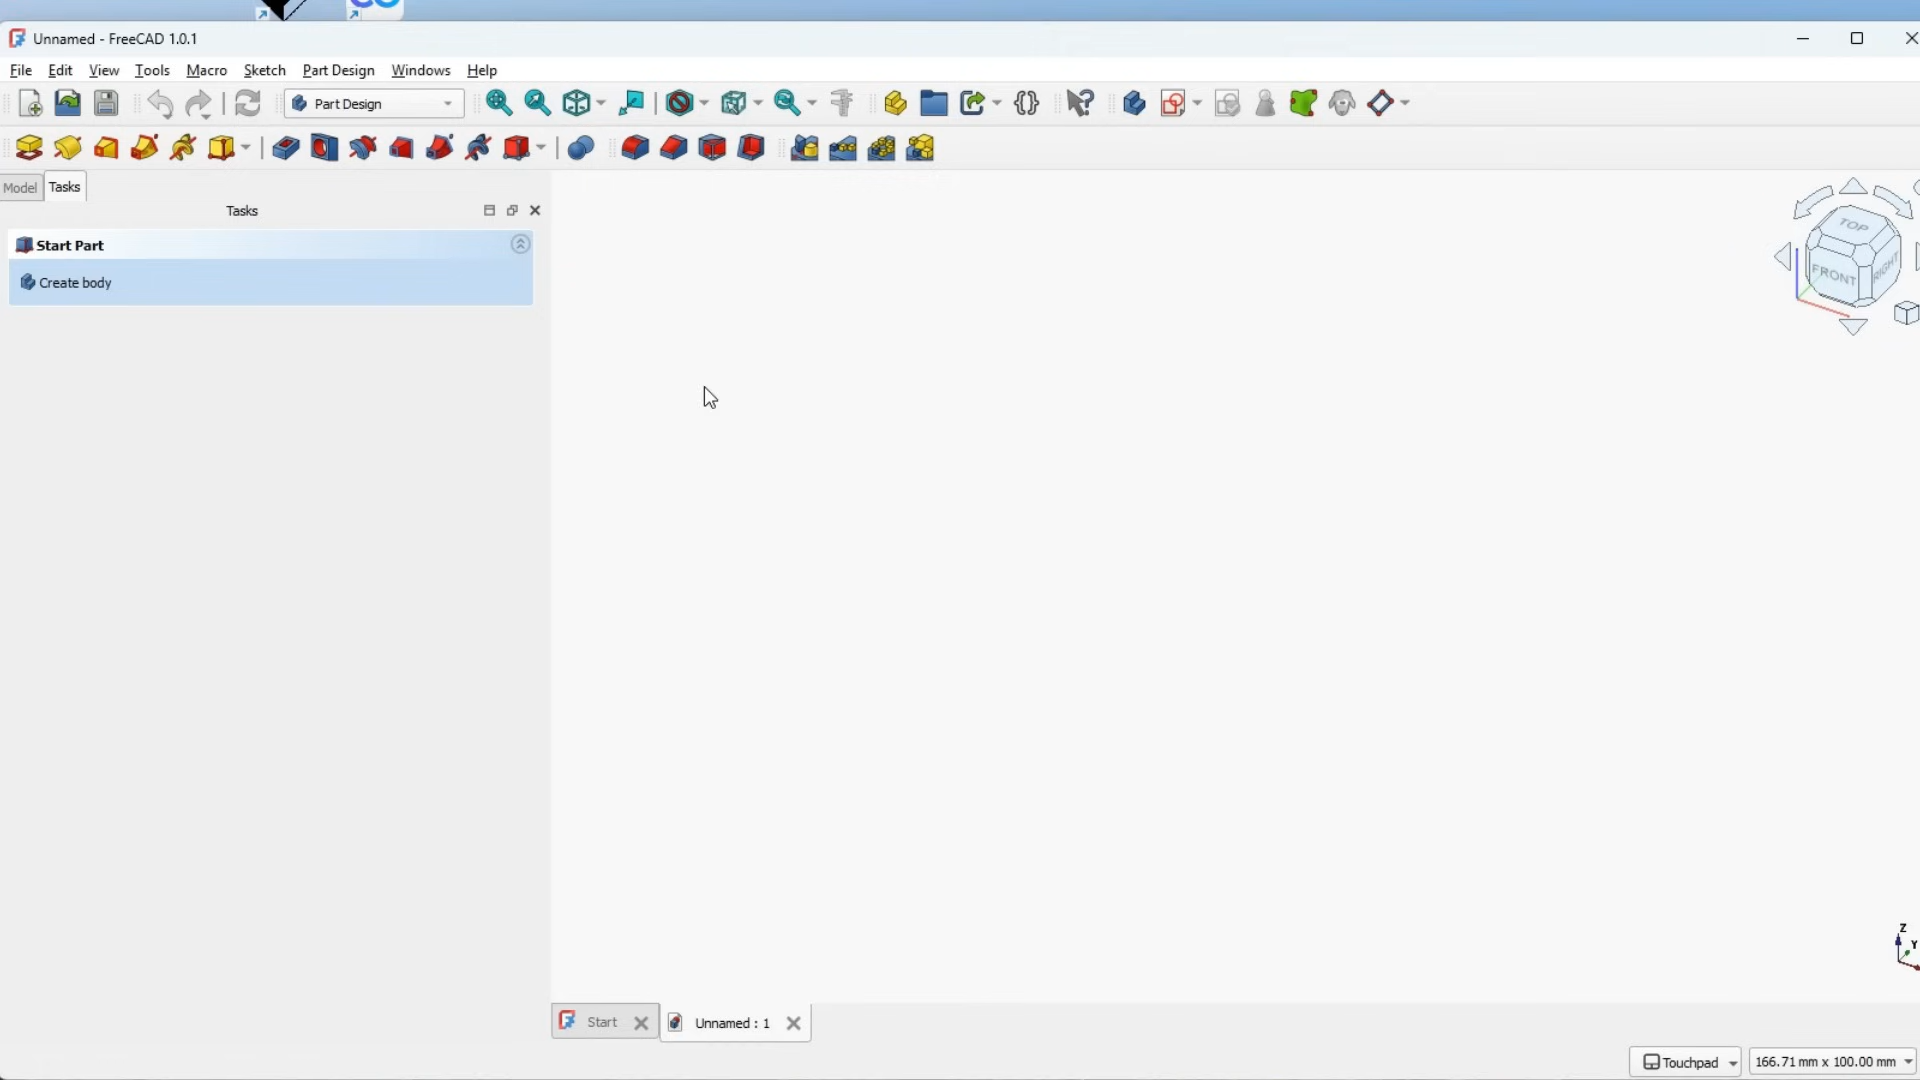 Unnamed - FreeCAD 1.0.1
File Edit View Tools Macro Sketch Part Design Windows Help
Part Design
Model Tasks
Tasks
Start Part
Create body
TOP
FRONT RIGHT
Z
Y
Start Unnamed : 1
Touchpad 166.71 mm x 100.00 mm